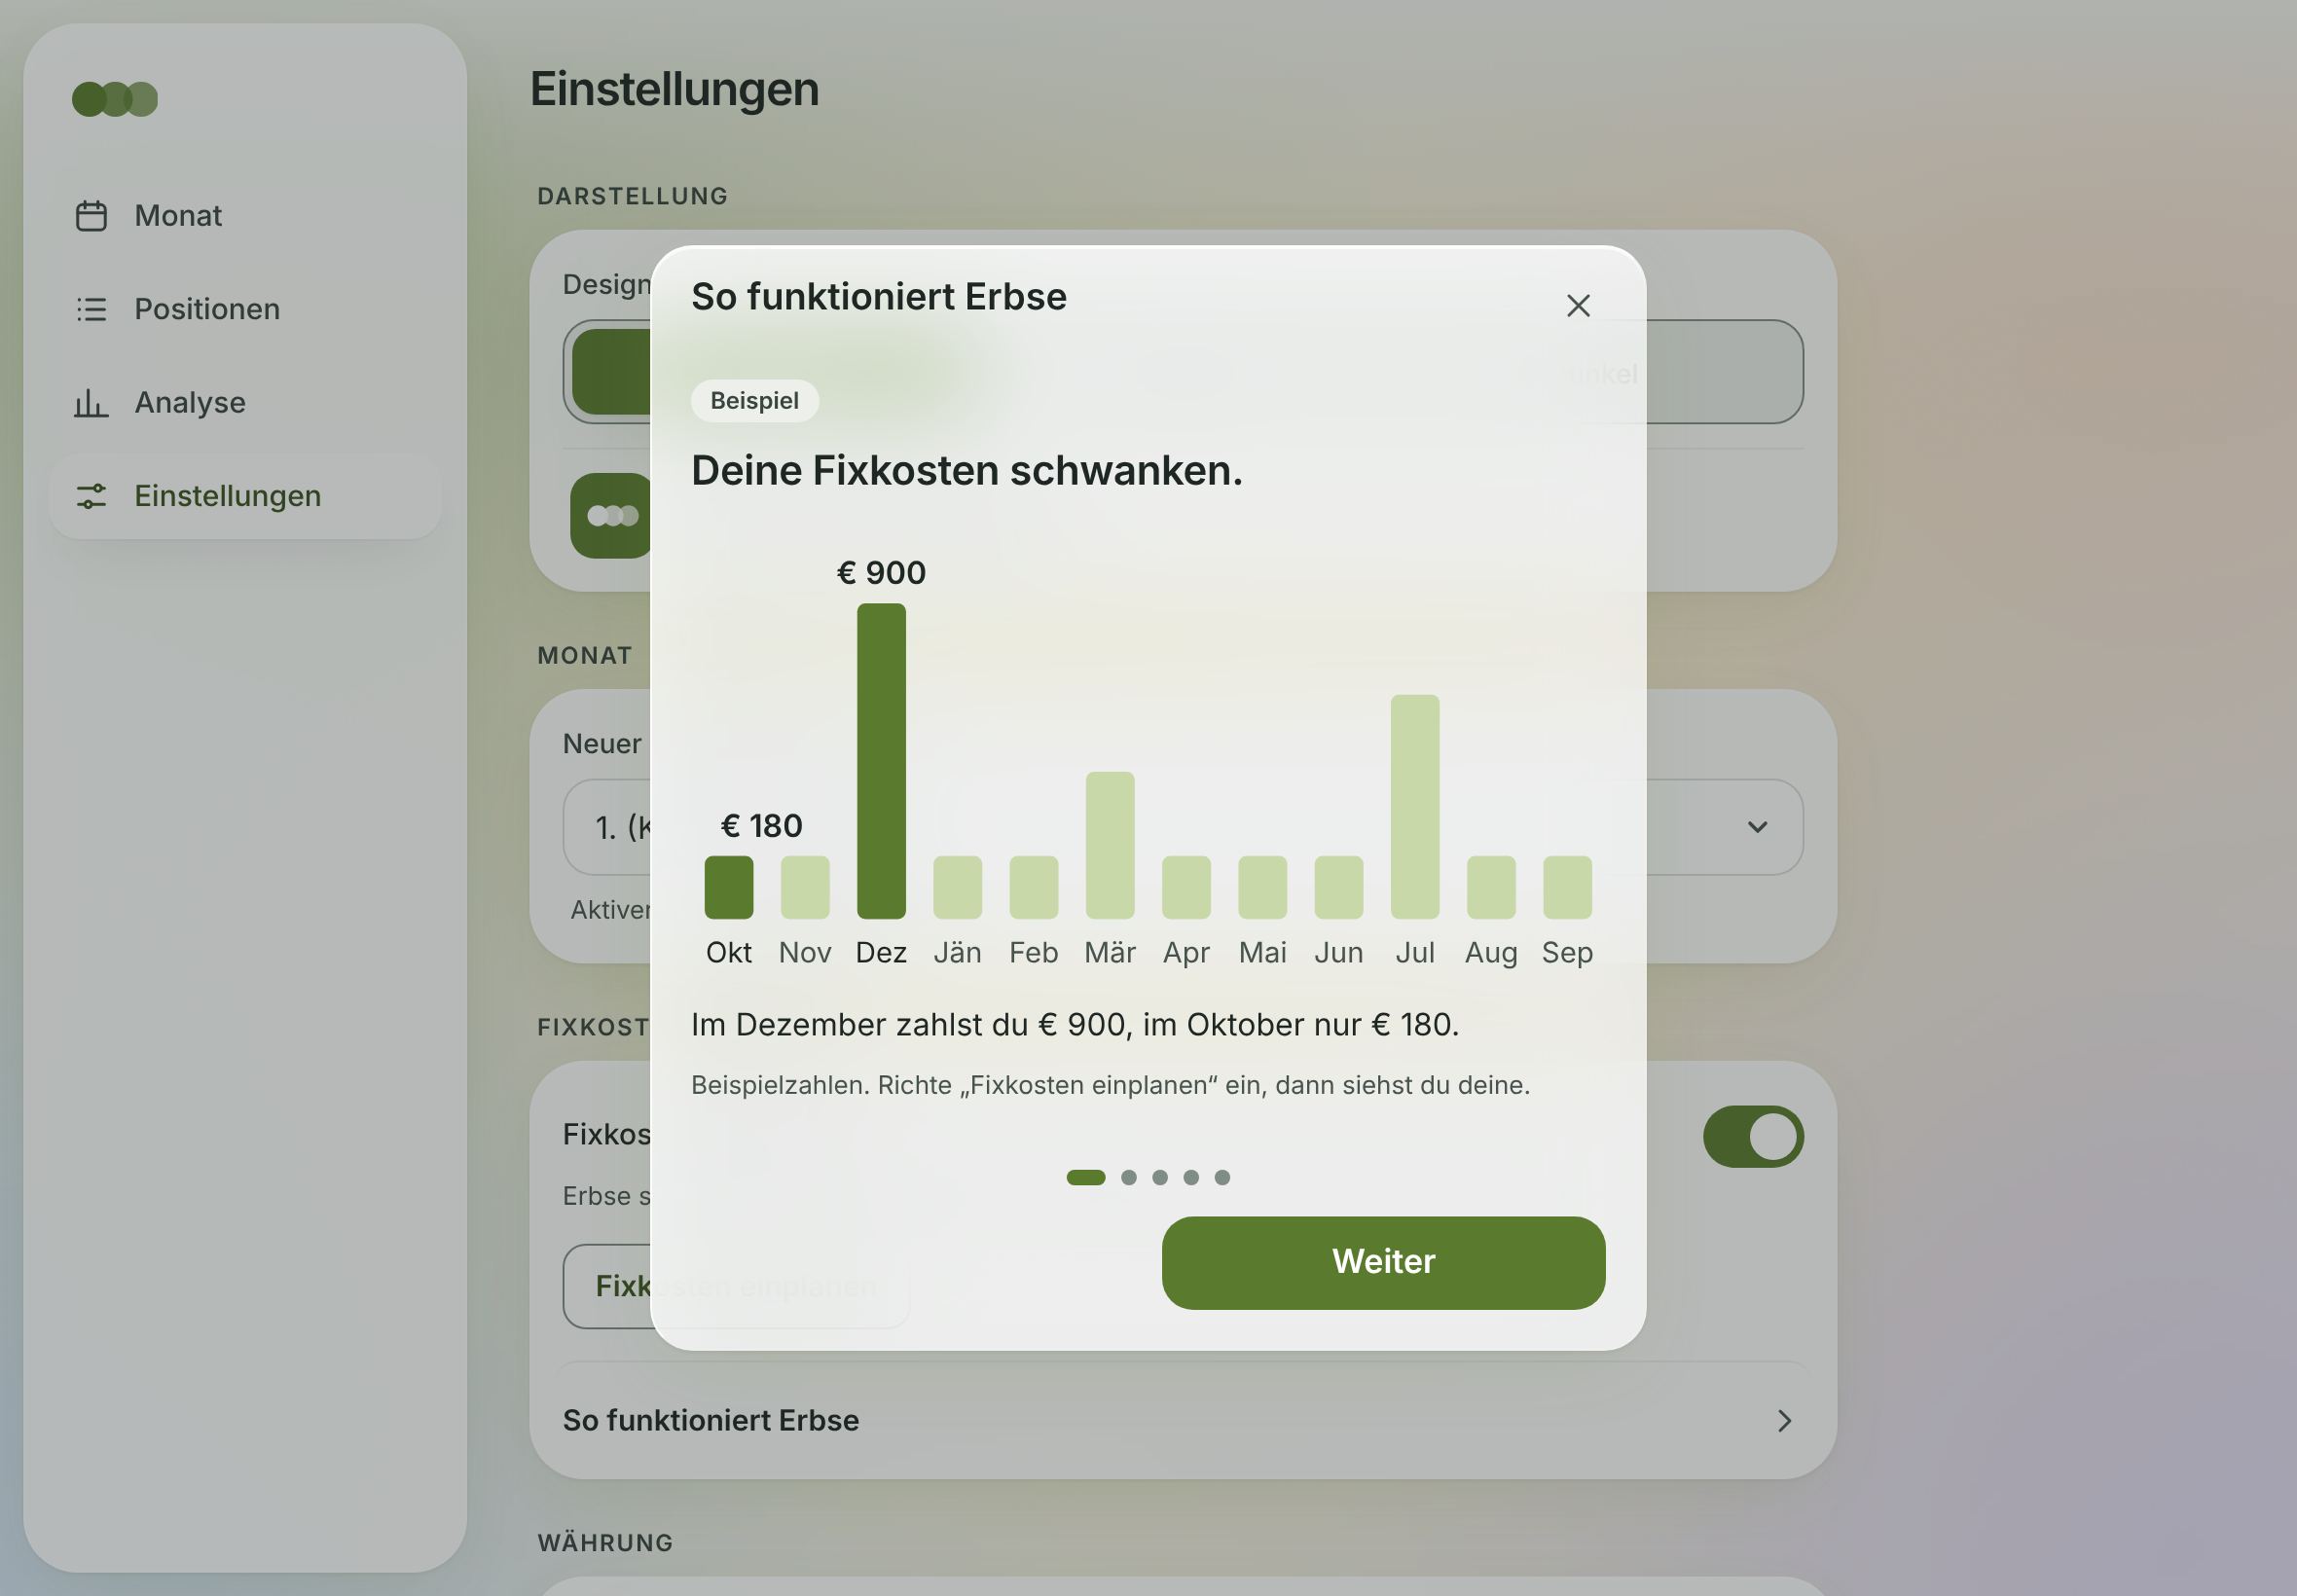 Einstellungen
Monat
Positionen
Analyse
Einstellungen
DARSTELLUNG
Design
MONAT
Neuer
1. (K
Aktiver
FIXKOST
Fixkos
Erbse s
Fixkosten einplanen
So funktioniert Erbse
WÄHRUNG
So funktioniert Erbse
Beispiel
Deine Fixkosten schwanken.
€ 900
€ 180
Okt Nov Dez Jän Feb Mär Apr Mai Jun Jul Aug Sep
Im Dezember zahlst du € 900, im Oktober nur € 180.
Beispielzahlen. Richte „Fixkosten einplanen“ ein, dann siehst du deine.
Weiter